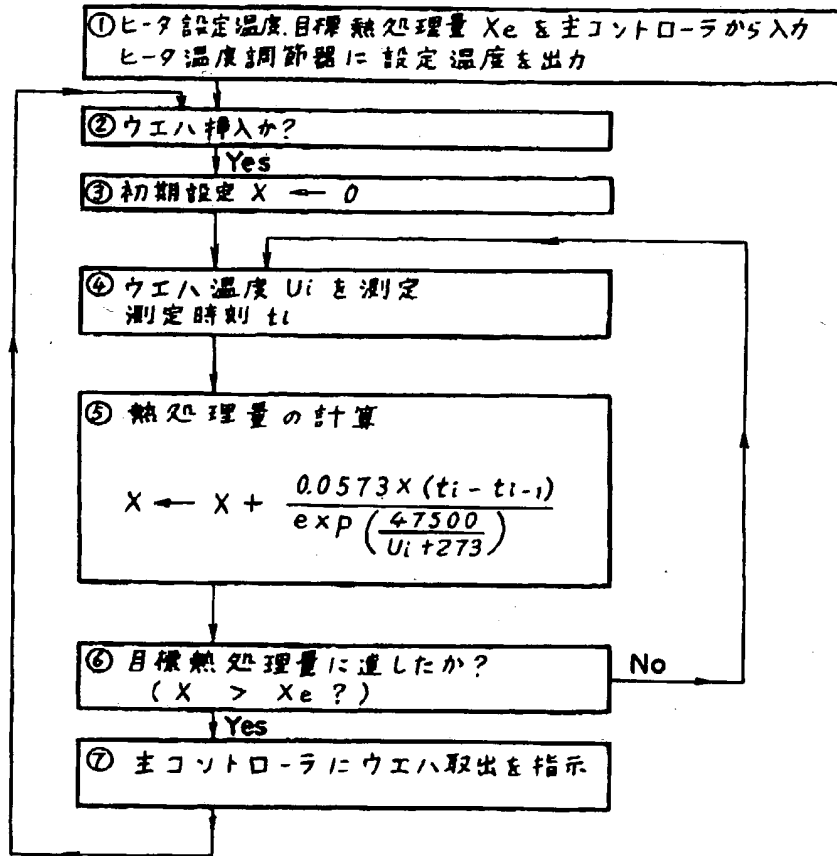 ①ヒータ設定温度、目標熱処理量 Xe を主コントローラから入力
ヒータ温度調節器に設定温度を出力
②ウエハ挿入か?
Yes
③初期設定 X ← 0
④ウエハ温度 Ui を測定
測定時刻 ti
⑤熱処理量の計算
X ← X + 0.0573×(ti - ti-1)
exp(47500
Ui+273)
⑥目標熱処理量に達したか?
(X > Xe ?)
No
Yes
⑦主コントローラにウエハ取出を指示